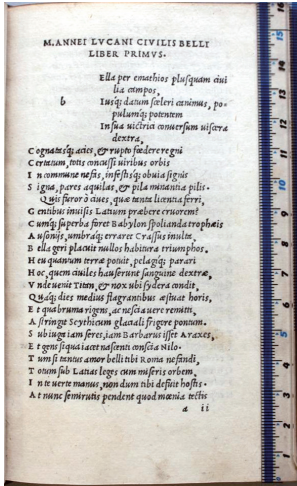 M. ANNEI LVCANI CIVILIS BELLI
LIBER PRIMVS.
Ella per emathios plusquam ciui
lia campos,
b Iusq; datum sceleri canimus, po-
pulumq; potentem
In sua uictria conuersum uiscera
dextra,
Cognatasq; acies, & rupto foedere regni
Certatum, totis concussi uiribus orbis
In commune nefas, infestisq; obuia signis
Signa, pares aquilas, & pila minantia pilis.
Quis furor ô ciues, quae tanta licentia ferri,
Gentibus inuisis Latium praebere cruorem?
Cumq; superba foret Babylon spolianda trophaeis
Ausonijs, umbraq; erraret Crassus inulta,
Bella geri placuit nullos habitura triumphos,
Heu quantum terrae potuit, pelagiq; parari
Hoc, quem ciuiles hauserunt sanguine dextrae,
Vnde uenit Titan, & nox ubi sydera condit,
Quaq; dies medius flagrantibus aestuat horis,
Et qua bruma rigens, ac nescia uere remitti,
Astringit Scythicum glaciali frigore pontum.
Sub iuga iam seres, iam Barbarus isset Araxes,
Et gens si qua iacet nascenti conscia Nilo.
Tum si tantus amor belli tibi Roma nefandi,
Totum sub Latias leges cum miseris orbem,
In te uerte manus, nondum tibi defuit hostis.
At nunc semirutis pendent quod moenia tectis
a ii
15
10
5